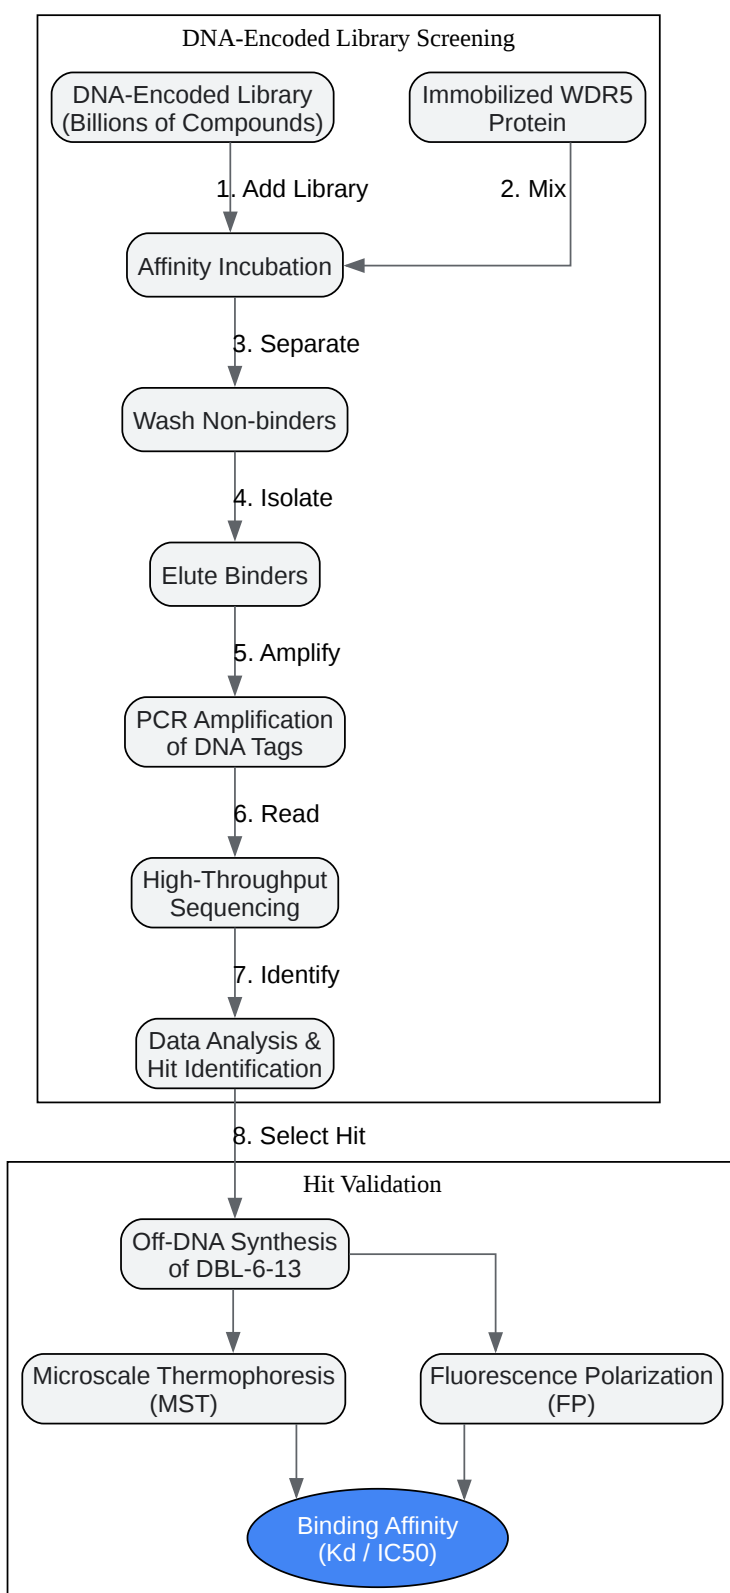 DNA-Encoded Library Screening
DNA-Encoded Library
(Billions of Compounds)
Immobilized WDR5
Protein
1. Add Library
2. Mix
Affinity Incubation
3. Separate
Wash Non-binders
4. Isolate
Elute Binders
5. Amplify
PCR Amplification
of DNA Tags
6. Read
High-Throughput
Sequencing
7. Identify
Data Analysis &
Hit Identification
8. Select Hit
Hit Validation
Off-DNA Synthesis
of DBL-6-13
Microscale Thermophoresis
(MST)
Fluorescence Polarization
(FP)
Binding Affinity
(Kd / IC50)